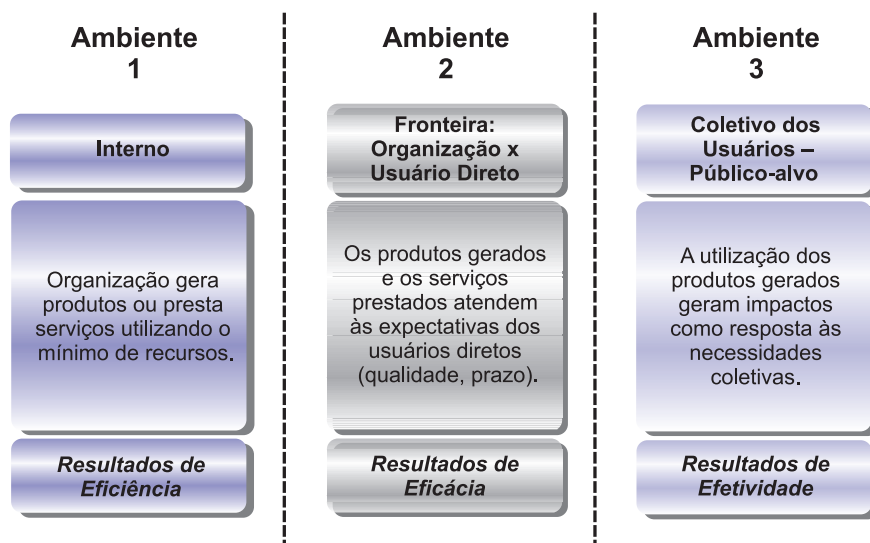 Ambiente
1
Interno
Organização gera
produtos ou presta
serviços utilizando o
mínimo de recursos.
Resultados de
Eficiência
Ambiente
2
Fronteira:
Organização x
Usuário Direto
Os produtos gerados
e os serviços
prestados atendem
às expectativas dos
usuários diretos
(qualidade, prazo).
Resultados de
Eficácia
Ambiente
3
Coletivo dos
Usuários –
Público-alvo
A utilização dos
produtos gerados
geram impactos
como resposta às
necessidades
coletivas.
Resultados de
Efetividade